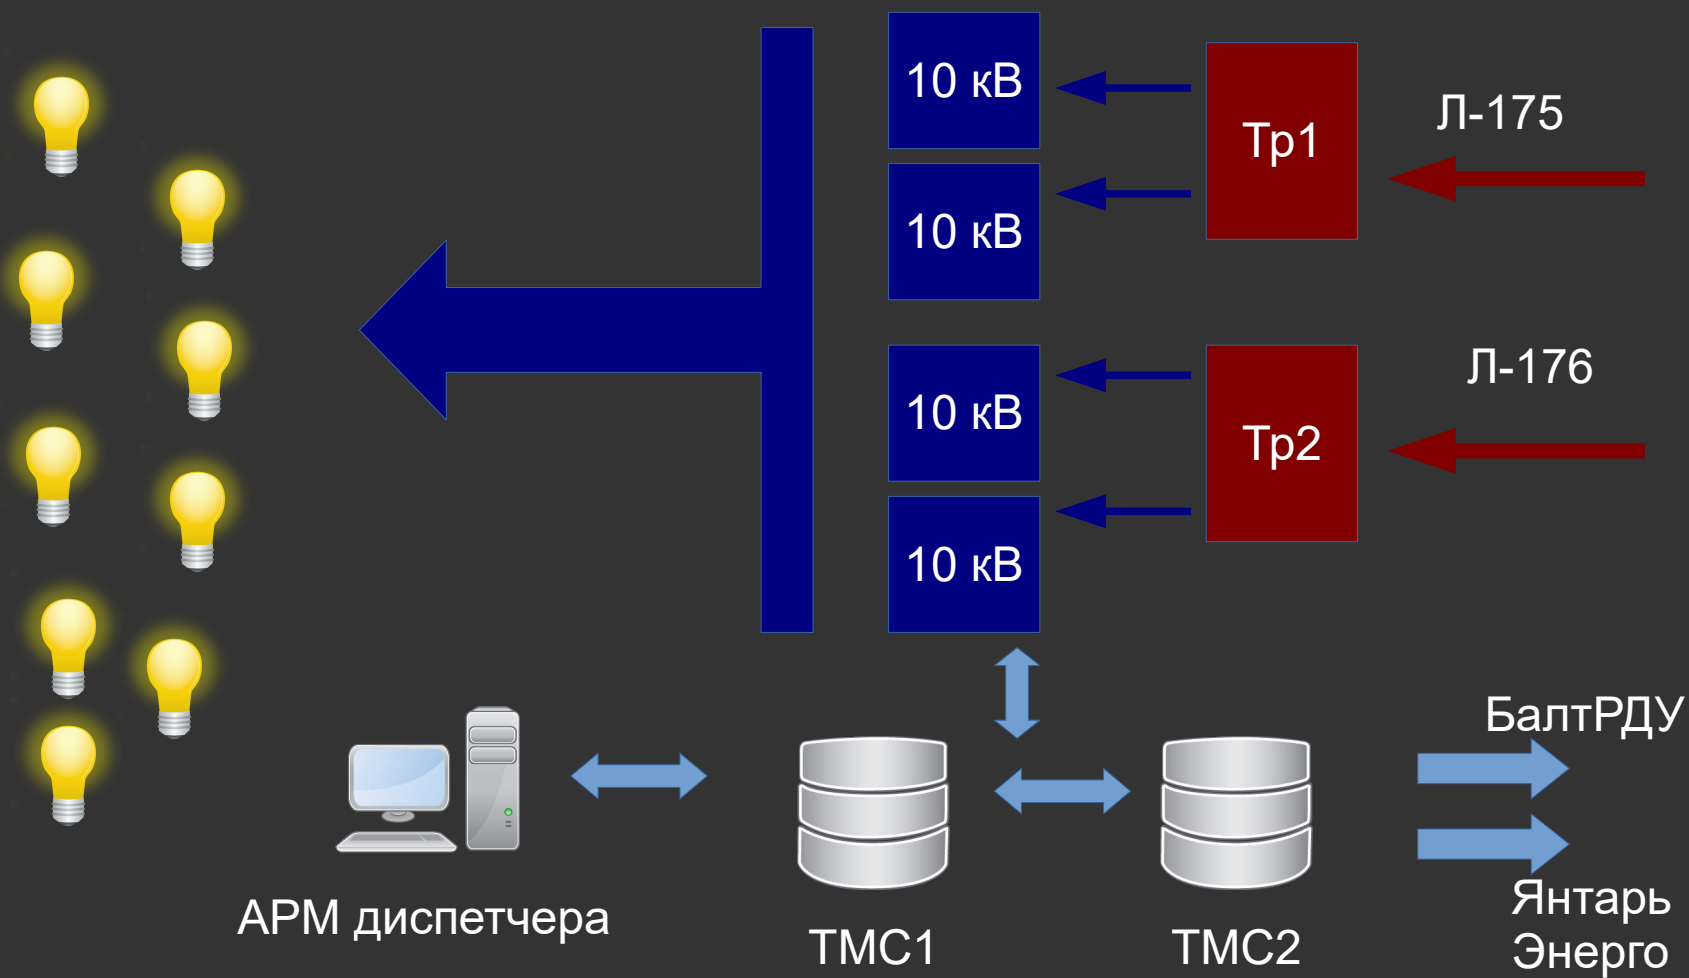 10 кВ
Тр1
Л-175
10 кВ
10 кВ
Тр2
Л-176
10 кВ
БалтРДУ
АРМ диспетчера
ТМС1
ТМС2
Янтарь
Энерго